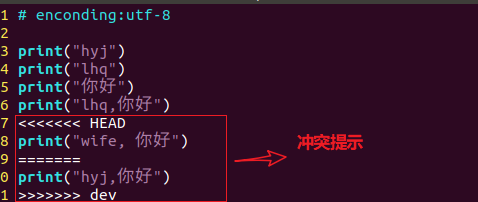 1 # enconding:utf-8
2
3 print("hyj")
4 print("lhq")
5 print("你好")
6 print("lhq,你好")
7 <<<<<<< HEAD
8 print("wife, 你好")
9 =======
0 print("hyj,你好")
1 >>>>>>> dev
冲突提示